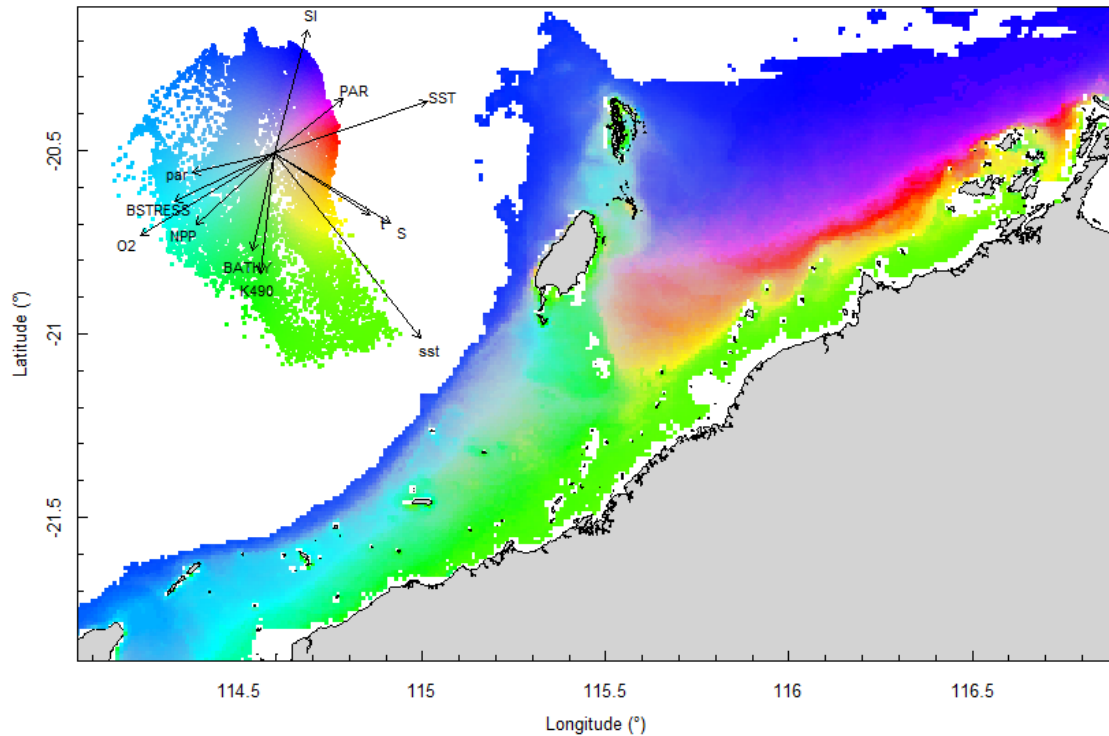 SI
PAR
SST
par
BSTRESS
NPP
O2
t
S
BATHY
K490
sst
Latitude (°)
-20.5
-21
-21.5
114.5 115 115.5 116 116.5
Longitude (°)